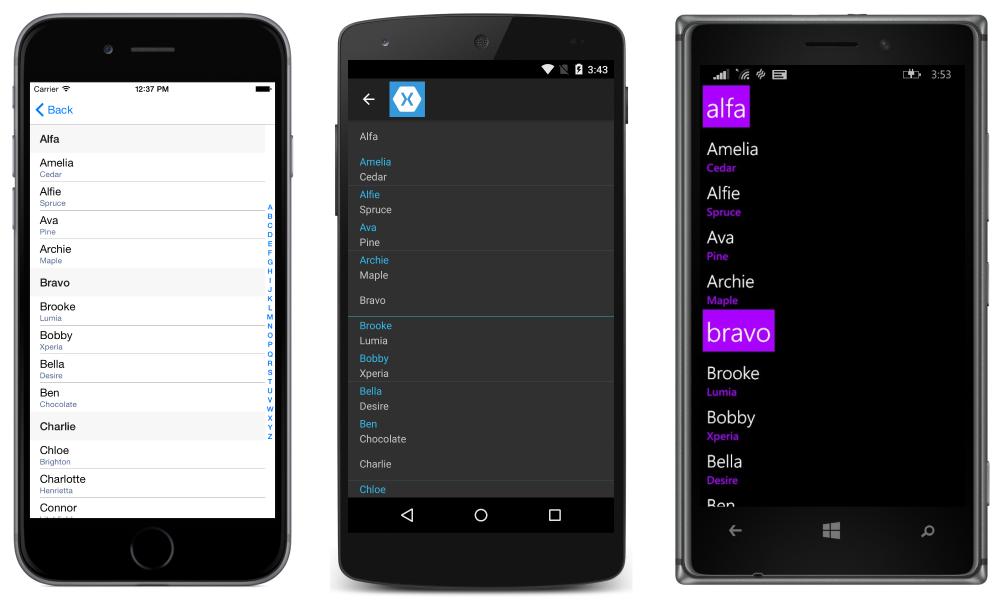 Carrier
12:37 PM
Back
Alfa
Amelia
Cedar
Alfie
Spruce
Ava
Pine
Archie
Maple
Bravo
Brooke
Lumia
Bobby
Xperia
Bella
Desire
Ben
Chocolate
Charlie
Chloe
Brighton
Charlotte
Henrietta
Connor
A
B
C
D
E
F
G
H
I
J
K
L
M
N
O
P
Q
R
S
T
U
V
W
X
Y
Z
3:43
Alfa
Amelia
Cedar
Alfie
Spruce
Ava
Pine
Archie
Maple
Bravo
Brooke
Lumia
Bobby
Xperia
Bella
Desire
Ben
Chocolate
Charlie
Chloe
3:53
alfa
Amelia
Cedar
Alfie
Spruce
Ava
Pine
Archie
Maple
bravo
Brooke
Lumia
Bobby
Xperia
Bella
Desire
Ben